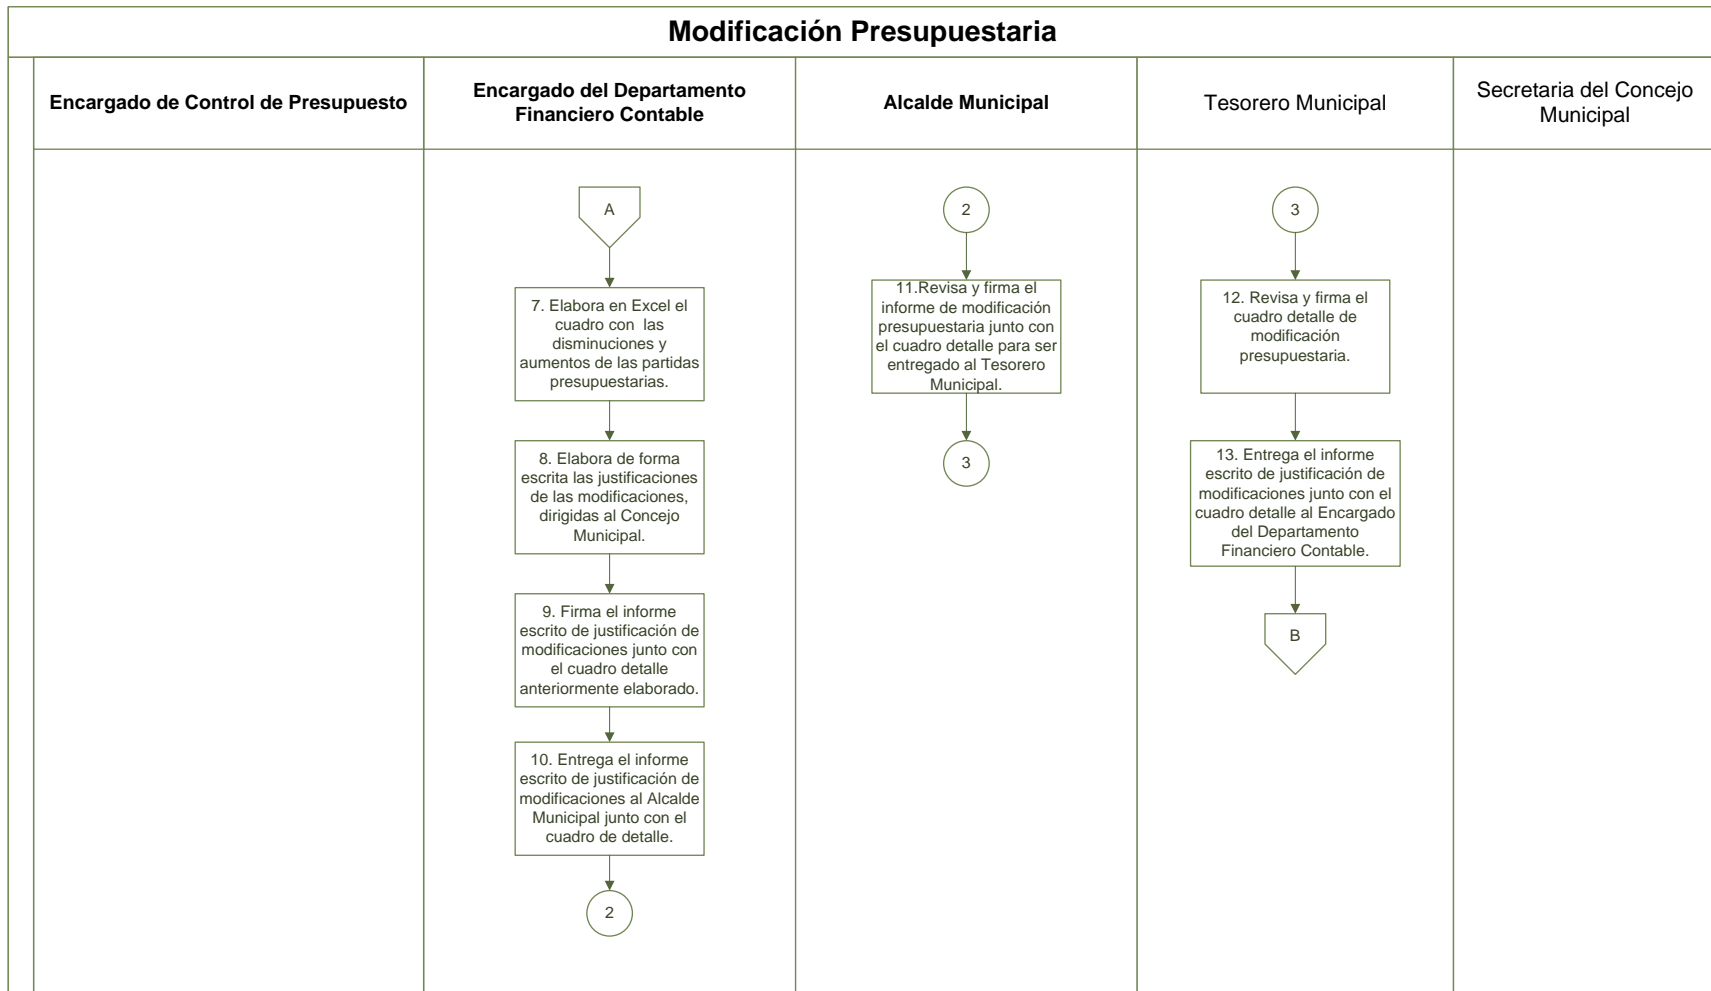 Modificación Presupuestaria
Encargado de Control de Presupuesto
Encargado del Departamento
Financiero Contable
Alcalde Municipal
Tesorero Municipal
Secretaria del Concejo
Municipal
A
7. Elabora en Excel el
cuadro con las
disminuciones y
aumentos de las partidas
presupuestarias.
8. Elabora de forma
escrita las justificaciones
de las modificaciones,
dirigidas al Concejo
Municipal.
9. Firma el informe
escrito de justificación de
modificaciones junto con
el cuadro detalle
anteriormente elaborado.
10. Entrega el informe
escrito de justificación de
modificaciones al Alcalde
Municipal junto con el
cuadro de detalle.
2
2
11.Revisa y firma el
informe de modificación
presupuestaria junto con
el cuadro detalle para ser
entregado al Tesorero
Municipal.
3
3
12. Revisa y firma el
cuadro detalle de
modificación
presupuestaria.
13. Entrega el informe
escrito de justificación de
modificaciones junto con el
cuadro detalle al Encargado
del Departamento
Financiero Contable.
B